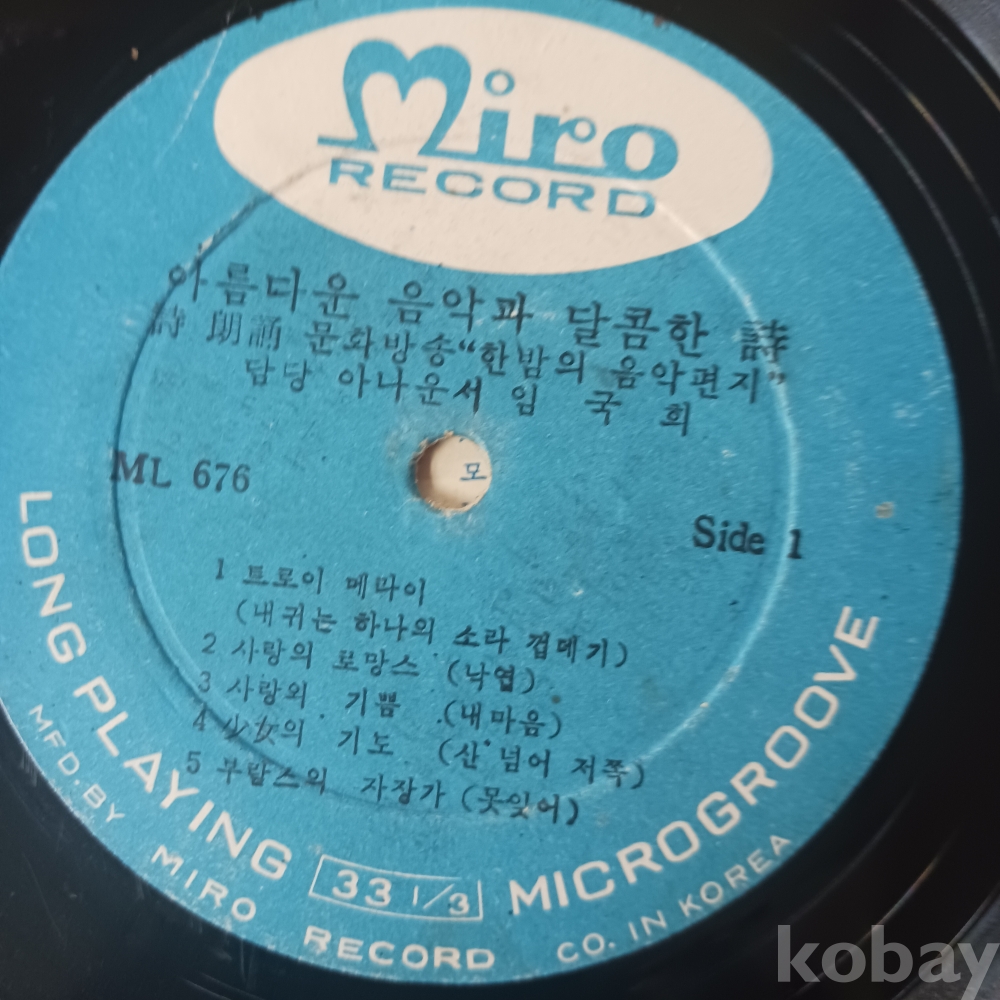 Miro
RECORD
아름다운 음악과 달콤한 詩
詩 朗誦 문화방송 “한밤의 음악편지”
담당 아나운서 임 국 희
모
ML 676
Side 1
1 트로이 메라이
(내귀는 하나의 소라 껍데기)
2 사랑의 로망스 (낙엽)
3 사랑의 기쁨 (내마음)
4 少女의 기도 (산 넘어 저쪽)
5 부람스의 자장가 (못잊어)
LONG PLAYING 33 1/3 MICROGROOVE
MFD. BY MIRO RECORD CO. IN KOREA
kobay